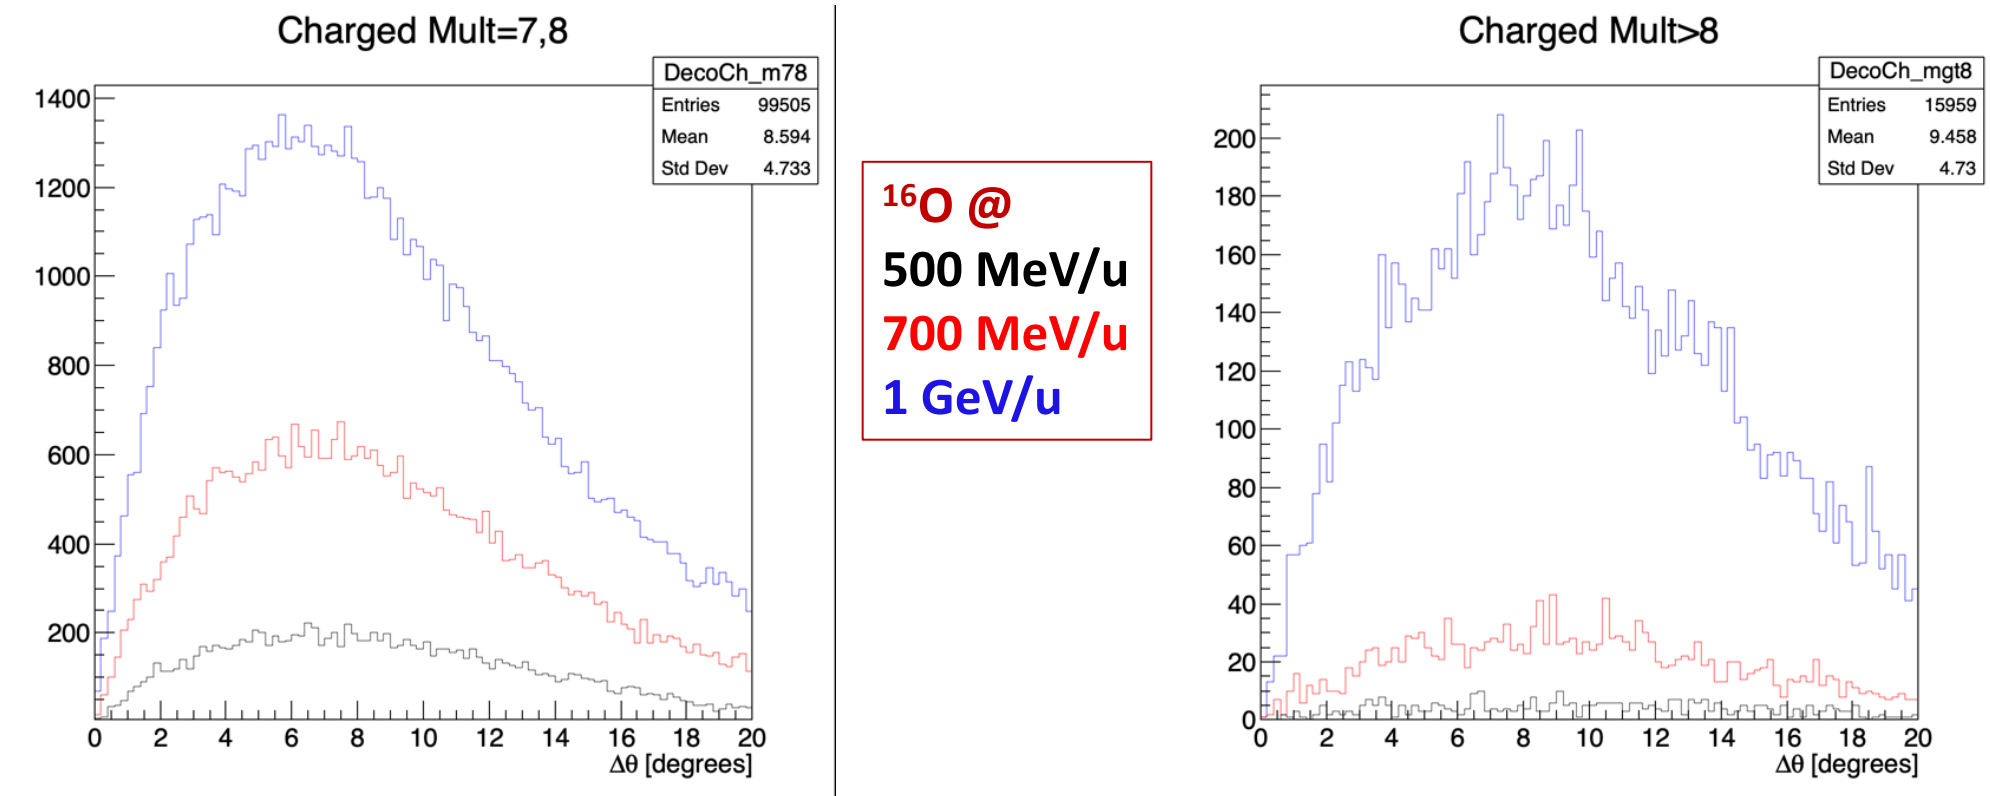 Charged Mult=7,8
DecoCh_m78
Entries 99505
Mean 8.594
Std Dev 4.733
1400
1200
1000
800
600
400
200
0 2 4 6 8 10 12 14 16 18 20
Δθ [degrees]
16O @
500 MeV/u
700 MeV/u
1 GeV/u
Charged Mult>8
DecoCh_mgt8
Entries 15959
Mean 9.458
Std Dev 4.73
200
180
160
140
120
100
80
60
40
20
0
0 2 4 6 8 10 12 14 16 18 20
Δθ [degrees]